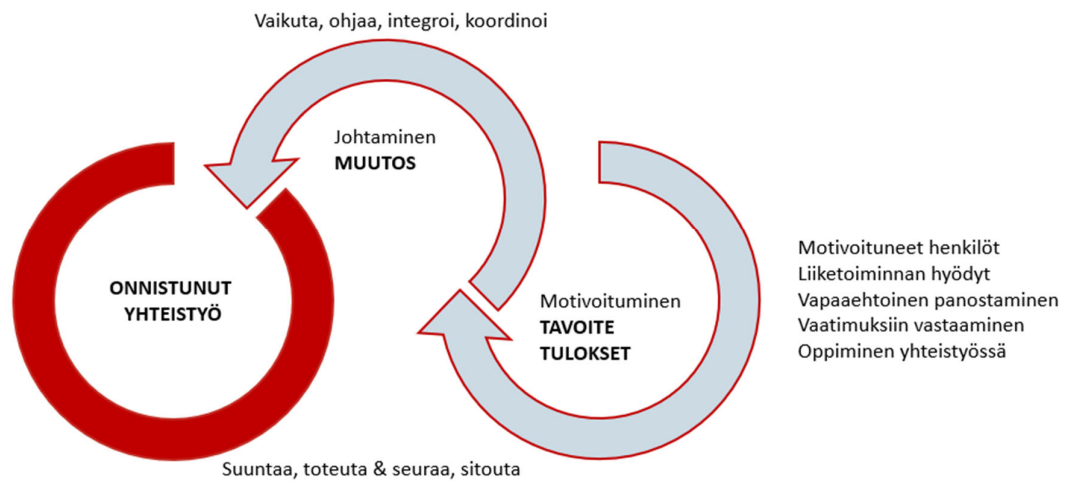 Vaikuta, ohjaa, integroi, koordinoi
Johtaminen
MUUTOS
ONNISTUNUT
YHTEISTYÖ
Motivoituminen
TAVOITE
TULOKSET
Motivoituneet henkilöt
Liiketoiminnan hyödyt
Vapaaehtoinen panostaminen
Vaatimuksiin vastaaminen
Oppiminen yhteistyössä
Suuntaa, toteuta & seuraa, sitouta